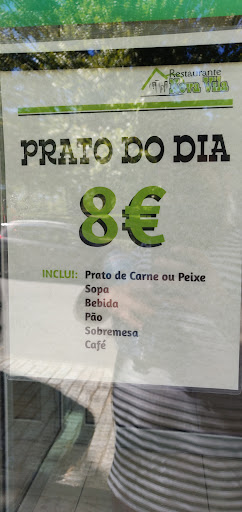 Restaurante
PRATO DO DIA
8€
INCLUI: Prato de Carne ou Peixe
Sopa
Bebida
Pão
Sobremesa
Café